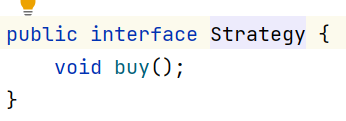 public interface Strategy {
    void buy();
}